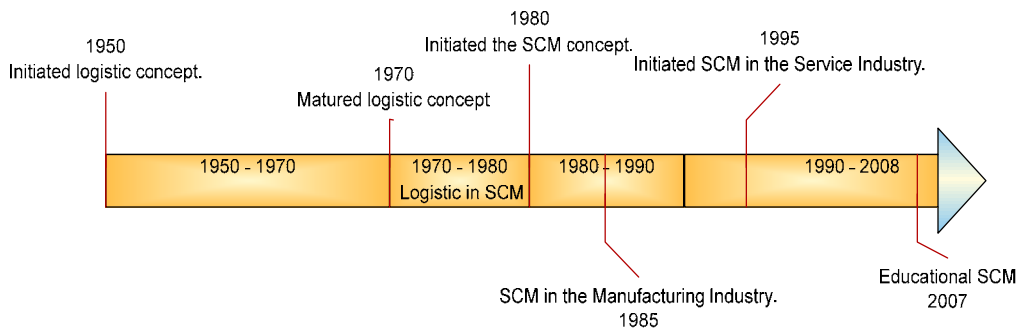 1950
Initiated logistic concept.
1970
Matured logistic concept
1980
Initiated the SCM concept.
1995
Initiated SCM in the Service Industry.
1950 - 1970
1970 - 1980
Logistic in SCM
1980 - 1990
1990 - 2008
SCM in the Manufacturing Industry.
1985
Educational SCM
2007